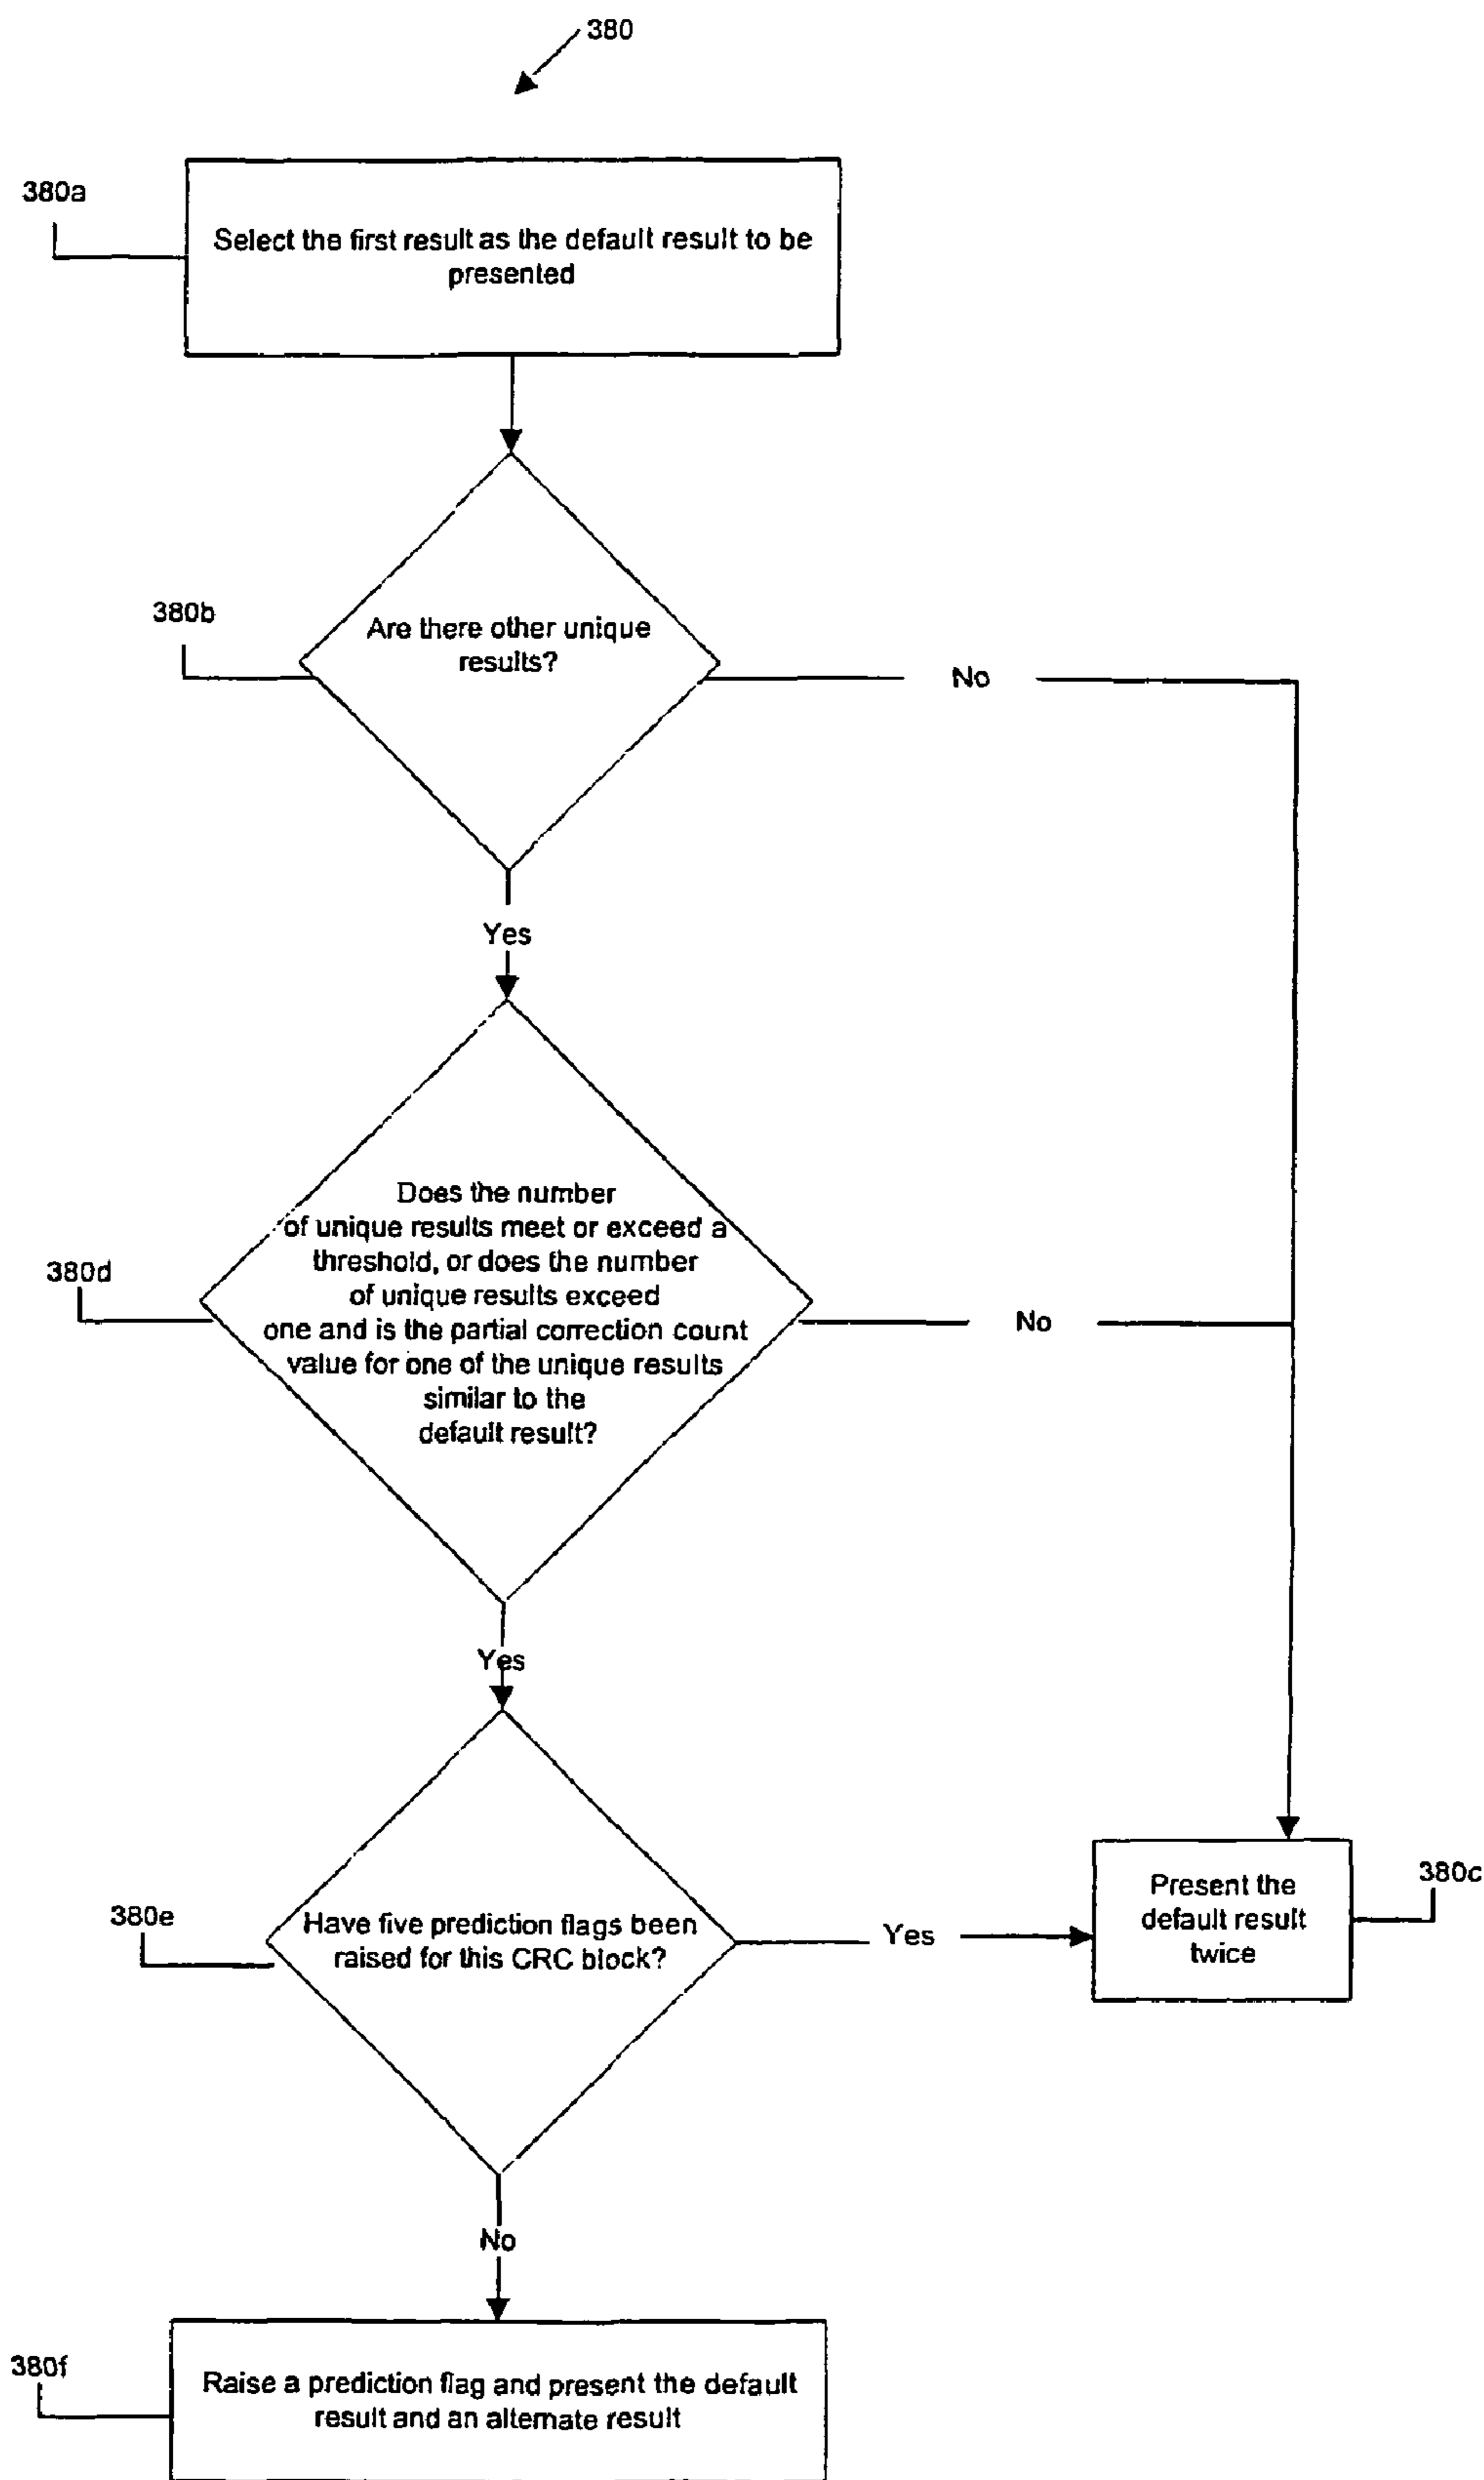 380
380a
Select the first result as the default result to be
presented
380b
Are there other unique
results?
No
Yes
Does the number
of unique results meet or exceed a
threshold, or does the number
of unique results exceed
one and is the partial correction count
value for one of the unique results
similar to the
default result?
380d
No
Yes
380e
Have five prediction flags been
raised for this CRC block?
Yes
Present the
default result
twice
380c
No
380f
Raise a prediction flag and present the default
result and an alternate result